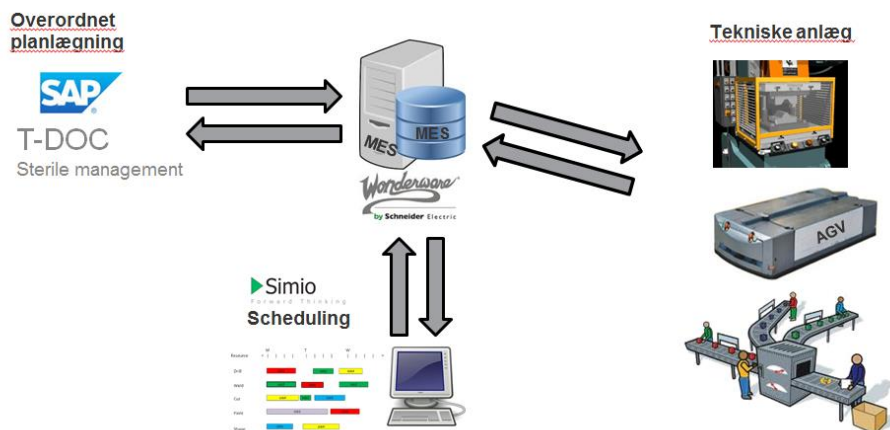 Overordnet
planlægning
SAP
T-DOC
Sterile management
MES
MES
Wonderware
by Schneider Electric
Tekniske anlæg
AGV
Simio
Forward Thinking
Scheduling